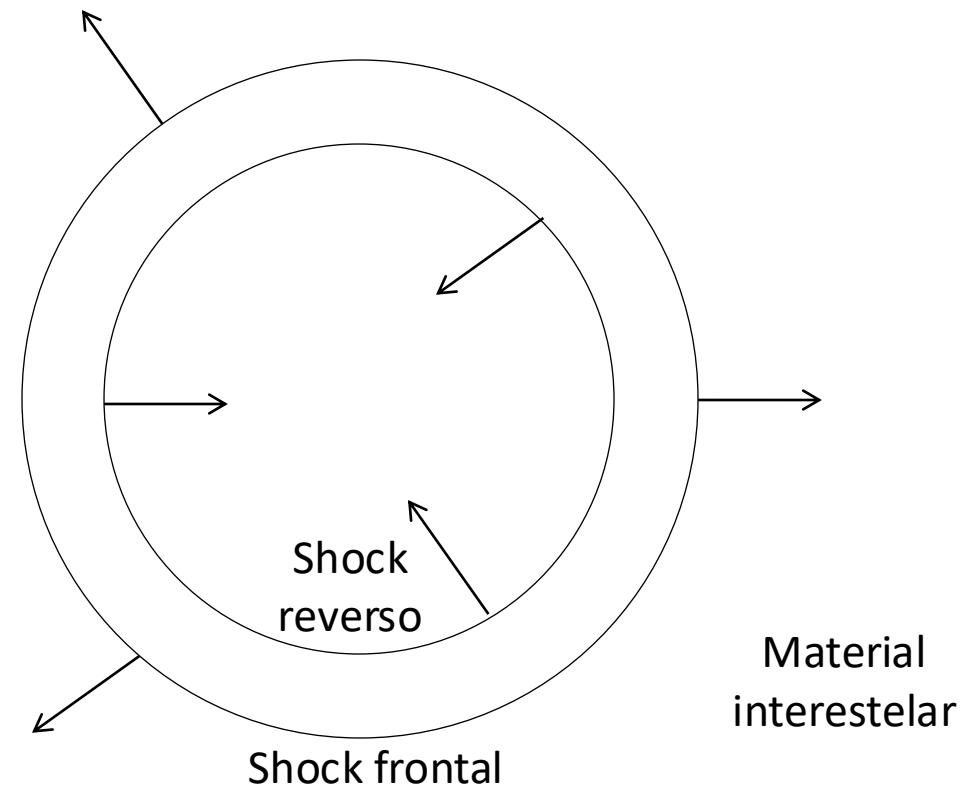 Shock
reverso
Material
interestelar
Shock frontal